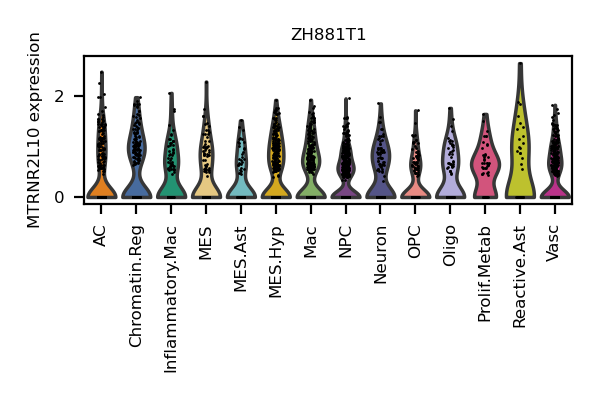 ZH881T1
MTRNR2L10 expression
2
0
AC
Chromatin.Reg
Inflammatory.Mac
MES
MES.Ast
MES.Hyp
Mac
NPC
Neuron
OPC
Oligo
Prolif.Metab
Reactive.Ast
Vasc